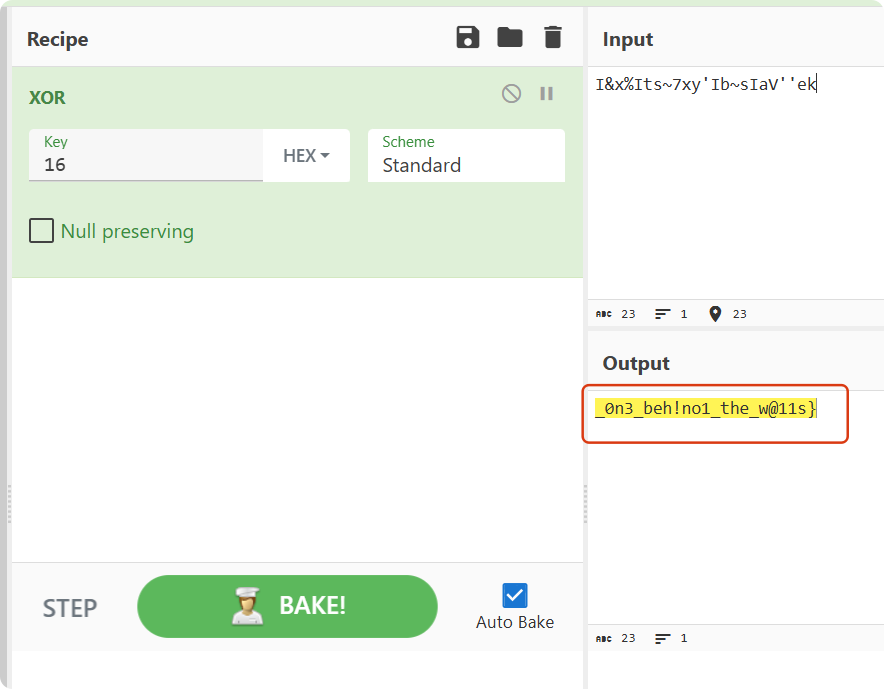 Recipe
XOR
Key
16
HEX
Scheme
Standard
Null preserving
STEP
BAKE!
Auto Bake
Input
I&x%Its~7xy'Ib~sIaV''ek
ABC 23 1 23
Output
_0n3_beh!no1_the_w@11s}
ABC 23 1